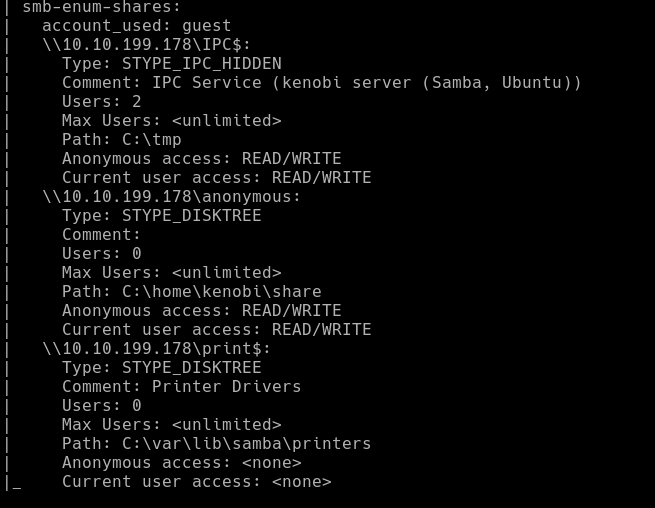 | smb-enum-shares:
|   account_used: guest
|   \\10.10.199.178\IPC$:
|     Type: STYPE_IPC_HIDDEN
|     Comment: IPC Service (kenobi server (Samba, Ubuntu))
|     Users: 2
|     Max Users: <unlimited>
|     Path: C:\tmp
|     Anonymous access: READ/WRITE
|     Current user access: READ/WRITE
|   \\10.10.199.178\anonymous:
|     Type: STYPE_DISKTREE
|     Comment:
|     Users: 0
|     Max Users: <unlimited>
|     Path: C:\home\kenobi\share
|     Anonymous access: READ/WRITE
|     Current user access: READ/WRITE
|   \\10.10.199.178\print$:
|     Type: STYPE_DISKTREE
|     Comment: Printer Drivers
|     Users: 0
|     Max Users: <unlimited>
|     Path: C:\var\lib\samba\printers
|     Anonymous access: <none>
|_    Current user access: <none>